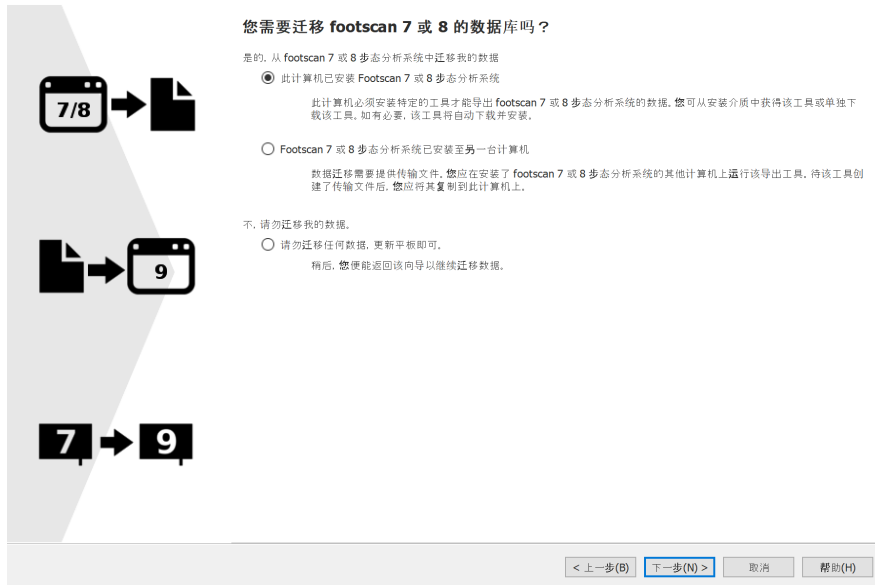 您需要迁移 footscan 7 或 8 的数据库吗？
是的, 从 footscan 7 或 8 步态分析系统中迁移我的数据
此计算机已安装 Footscan 7 或 8 步态分析系统
此计算机必须安装特定的工具才能导出 footscan 7 或 8 步态分析系统的数据。您可从安装介质中获得该工具或单独下
载该工具。如有必要, 该工具将自动下载并安装。
7/8
Footscan 7 或 8 步态分析系统已安装至另一台计算机
数据迁移需要提供传输文件。您应在安装了 footscan 7 或 8 步态分析系统的其他计算机上运行该导出工具。待该工具创
建了传输文件后, 您应将其复制到此计算机上。
不, 请勿迁移我的数据。
请勿迁移任何数据, 更新平板即可。
稍后, 您便能返回该向导以继续迁移数据。
9
7
9
< 上一步(B)
下一步(N) >
取消
帮助(H)